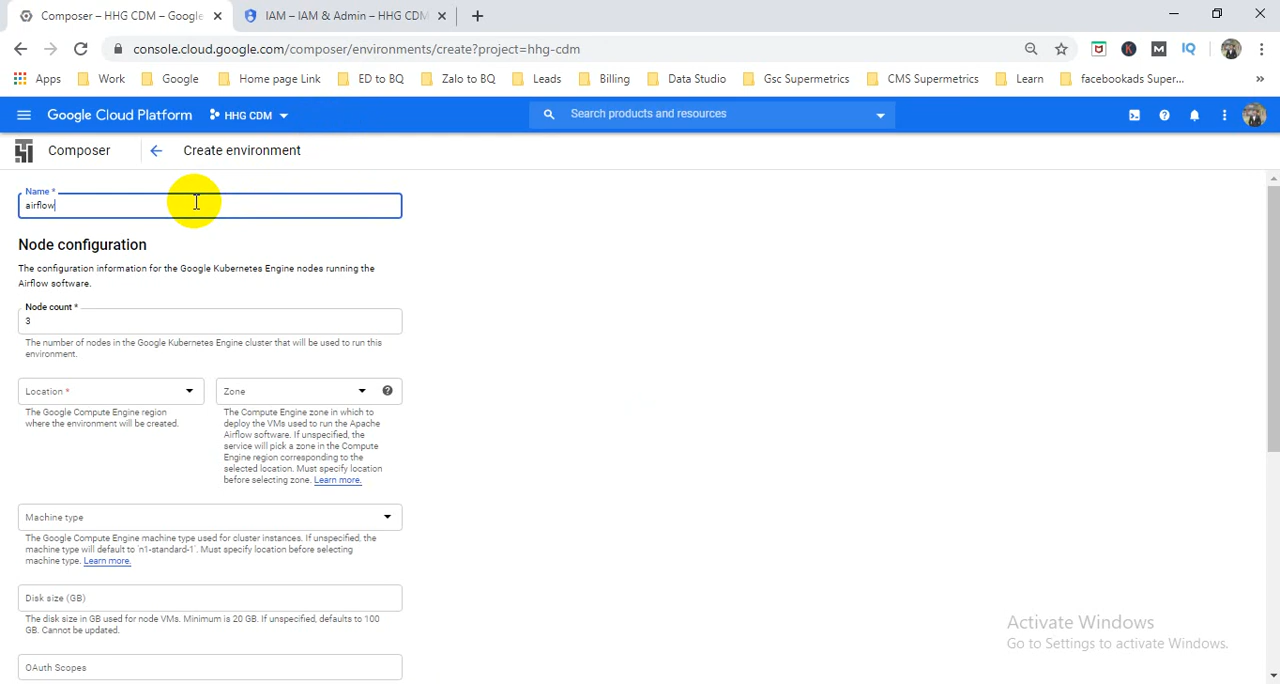 Composer – HHG CDM – Google
IAM – IAM & Admin – HHG CDM
console.cloud.google.com/composer/environments/create?project=hhg-cdm
Apps
Work
Google
Home page Link
ED to BQ
Zalo to BQ
Leads
Billing
Data Studio
Gsc Supermetrics
CMS Supermetrics
Learn
facebookads Super...
Google Cloud Platform
HHG CDM
Search products and resources
Composer
Create environment
Name *
airflow
Node configuration
The configuration information for the Google Kubernetes Engine nodes running the
Airflow software.
Node count *
3
The number of nodes in the Google Kubernetes Engine cluster that will be used to run this
environment.
Location *
The Google Compute Engine region
where the environment will be created.
Zone
The Compute Engine zone in which to
deploy the VMs used to run the Apache
Airflow software. If unspecified, the
service will pick a zone in the Compute
Engine region corresponding to the
selected location. Must specify location
before selecting zone. Learn more.
Machine type
The Google Compute Engine machine type used for cluster instances. If unspecified, the
machine type will default to 'n1-standard-1'. Must specify location before selecting
machine type. Learn more.
Disk size (GB)
The disk size in GB used for node VMs. Minimum is 20 GB. If unspecified, defaults to 100
GB. Cannot be updated.
OAuth Scopes
Activate Windows
Go to Settings to activate Windows.